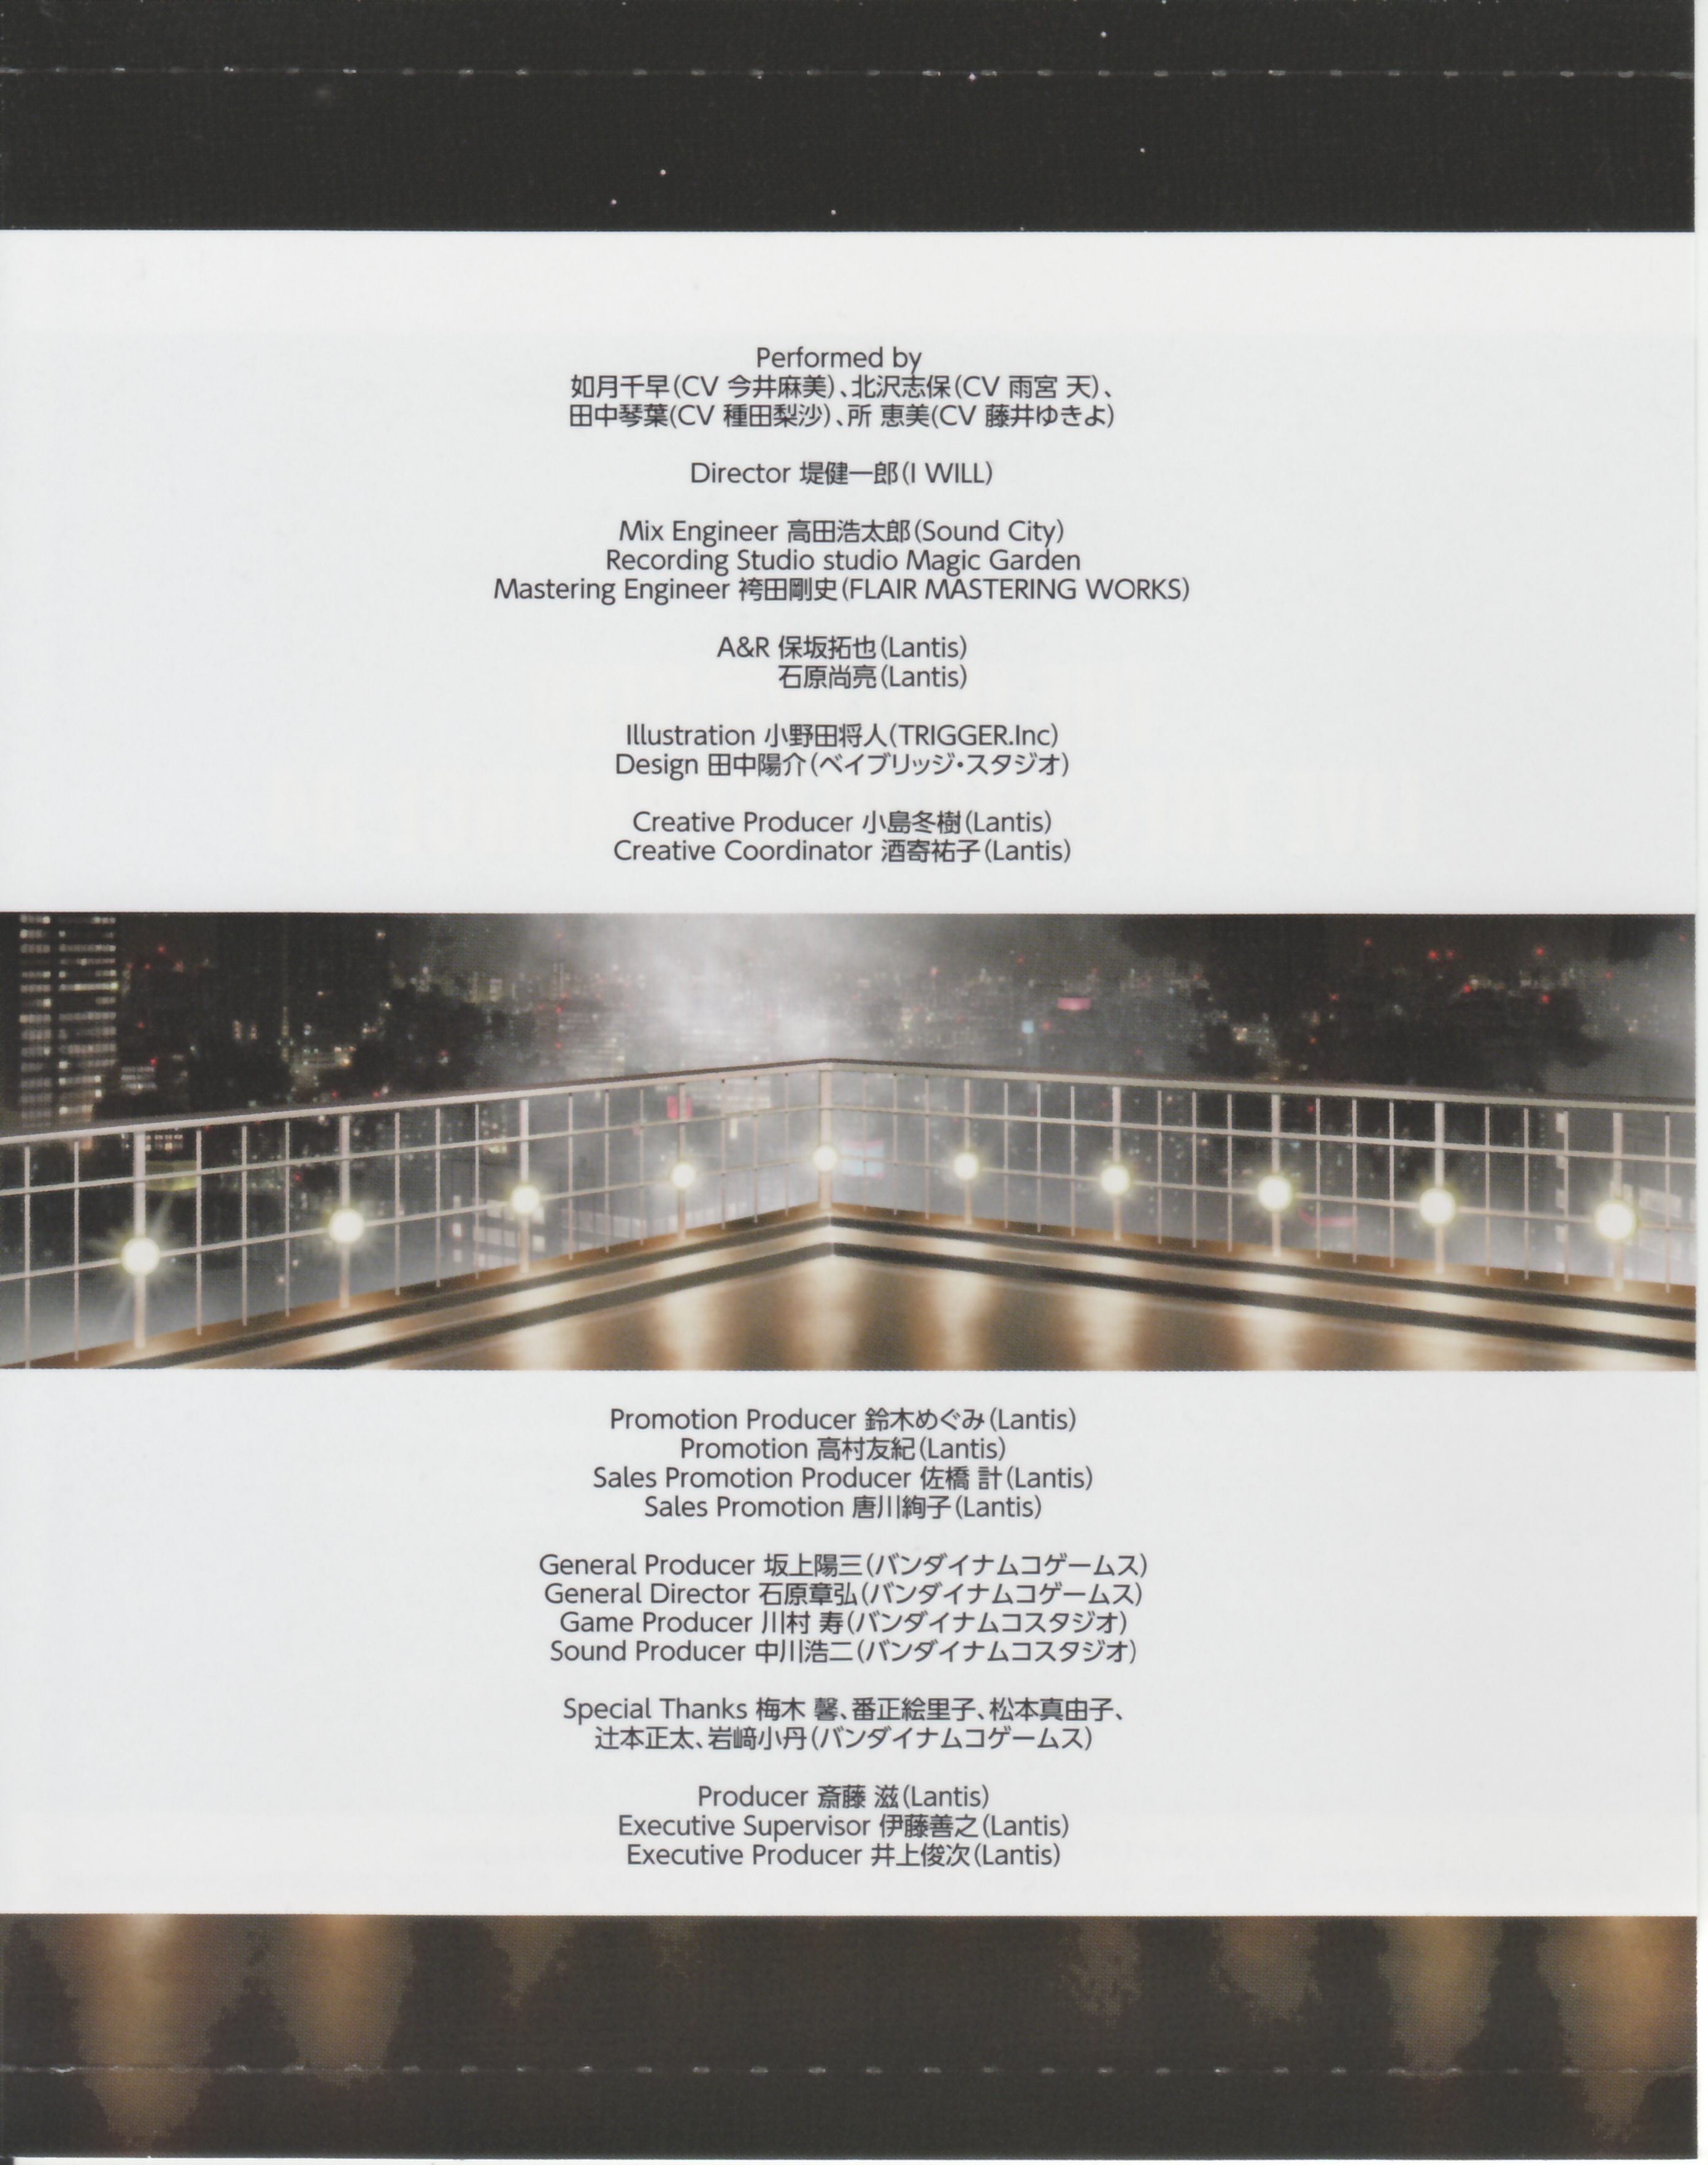 Performed by
如月千早(CV 今井麻美)、北沢志保(CV 雨宮 天)、
田中琴葉(CV 種田梨沙)、所 恵美(CV 藤井ゆきよ)
Director 堤健一郎(I WILL)
Mix Engineer 高田浩太郎(Sound City)
Recording Studio studio Magic Garden
Mastering Engineer 袴田剛史(FLAIR MASTERING WORKS)
A&R 保坂拓也(Lantis)
石原尚亮(Lantis)
Illustration 小野田将人(TRIGGER.Inc)
Design 田中陽介(ベイブリッジ・スタジオ)
Creative Producer 小島冬樹(Lantis)
Creative Coordinator 酒寄祐子(Lantis)
Promotion Producer 鈴木めぐみ(Lantis)
Promotion 高村友紀(Lantis)
Sales Promotion Producer 佐橋 計(Lantis)
Sales Promotion 唐川絢子(Lantis)
General Producer 坂上陽三(バンダイナムコゲームス)
General Director 石原章弘(バンダイナムコゲームス)
Game Producer 川村 寿(バンダイナムコスタジオ)
Sound Producer 中川浩二(バンダイナムコスタジオ)
Special Thanks 梅木 馨、番正絵里子、松本真由子、
辻本正太、岩﨑小丹(バンダイナムコゲームス)
Producer 斎藤 滋(Lantis)
Executive Supervisor 伊藤善之(Lantis)
Executive Producer 井上俊次(Lantis)